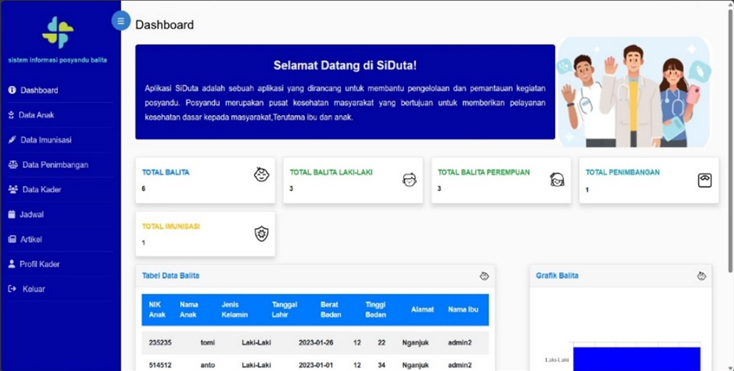 sistem informasi posyandu balita
Dashboard
Data Anak
Data Imunisasi
Data Penimbangan
Data Kader
Jadwal
Artikel
Profil Kader
Keluar
Dashboard
Selamat Datang di SiDuta!
Aplikasi SiDuta adalah sebuah aplikasi yang dirancang untuk membantu pengelolaan dan pemantauan kegiatan
posyandu. Posyandu merupakan pusat kesehatan masyarakat yang bertujuan untuk memberikan pelayanan
kesehatan dasar kepada masyarakat,Terutama ibu dan anak.
TOTAL BALITA
6
TOTAL BALITA LAKI-LAKI
3
TOTAL BALITA PEREMPUAN
3
TOTAL PENIMBANGAN
1
TOTAL IMUNISASI
1
Tabel Data Balita
NIK Anak Nama Anak Jenis Kelamin Tanggal Lahir Berat Badan Tinggi Badan Alamat Nama Ibu
235235 tomi Laki-Laki 2023-01-26 12 22 Nganjuk admin2
514512 anto Laki-Laki 2023-01-01 12 34 Nganjuk admin2
Grafik Balita
Laki-Laki